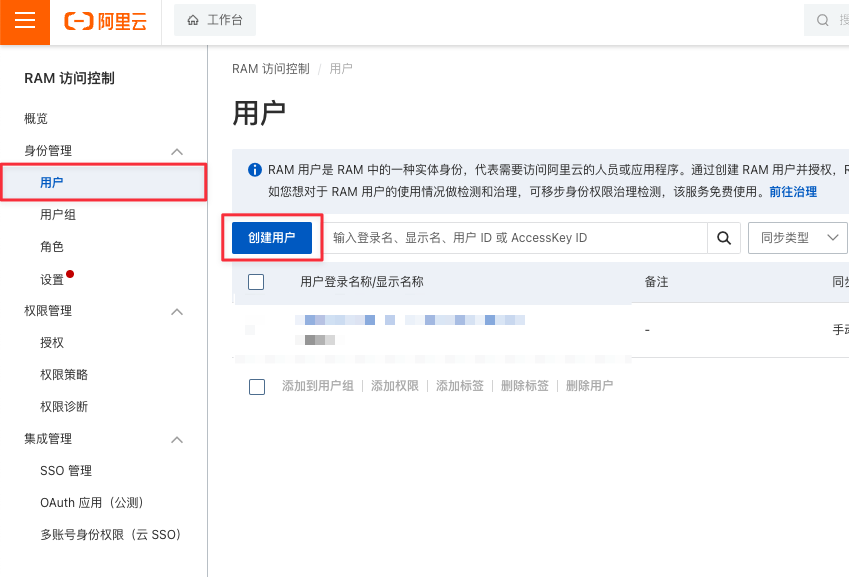 阿里云
工作台
RAM 访问控制
概览
身份管理
用户
用户组
角色
设置
权限管理
授权
权限策略
权限诊断
集成管理
SSO 管理
OAuth 应用（公测）
多账号身份权限（云 SSO）
RAM 访问控制 / 用户
用户
RAM 用户是 RAM 中的一种实体身份，代表需要访问阿里云的人员或应用程序。通过创建 RAM 用户并授权，
如您想对于 RAM 用户的使用情况做检测和治理，可移步身份权限治理检测，该服务免费使用。前往治理
创建用户 输入登录名、显示名、用户 ID 或 AccessKey ID 同步类型
用户登录名称/显示名称 备注 同步
- 手动
添加到用户组 添加权限 添加标签 删除标签 删除用户